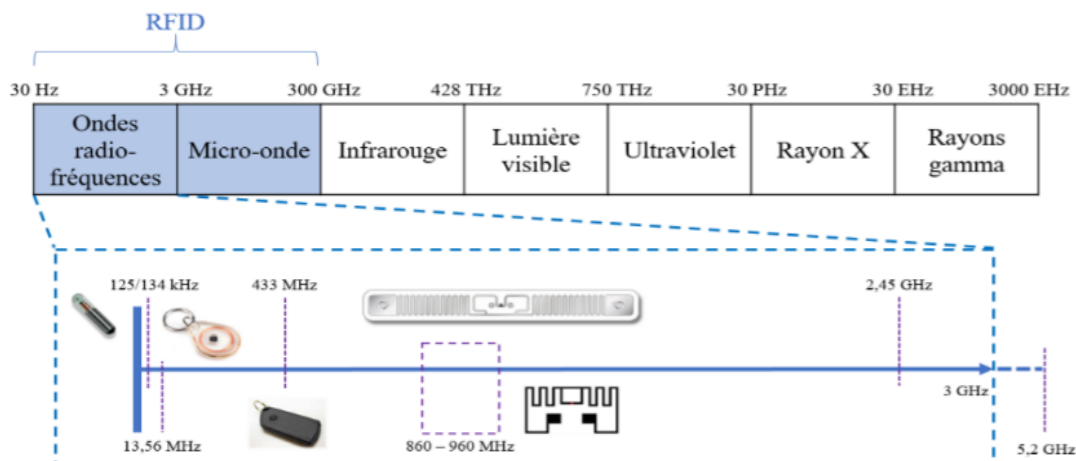 RFID
30 Hz 3 GHz 300 GHz 428 THz 750 THz 30 PHz 30 EHz 3000 EHz
Ondes
radio-
fréquences
Micro-onde
Infrarouge
Lumière
visible
Ultraviolet
Rayon X
Rayons
gamma
125/134 kHz 433 MHz 2,45 GHz
3 GHz
13,56 MHz 860 – 960 MHz 5,2 GHz